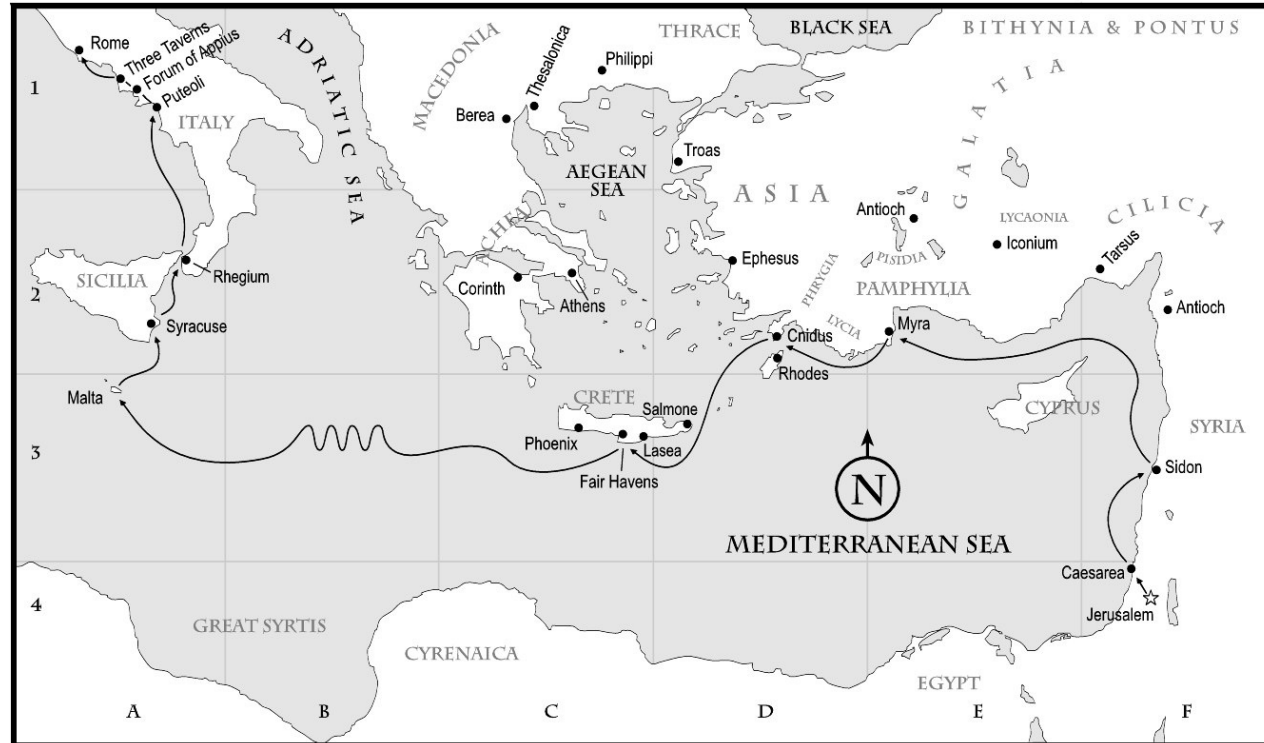 BLACK SEA
BITHYNIA & PONTUS
THRACE
MACEDONIA
ADRIATIC SEA
GALATIA
Rome
Three Taverns
Forum of Appius
Puteoli
ITALY
Thesalonica
Philippi
Berea
1
Troas
AEGEAN
SEA
ASIA
ACHEA
Antioch
LYCAONIA
Iconium
CILICIA
Tarsus
PISIDIA
PHRYGIA
PAMPHYLIA
LYCIA
Ephesus
Corinth
Athens
SICILIA
Rhegium
2
Syracuse
Antioch
Myra
Cnidus
Rhodes
Malta
CRETE
Salmone
Phoenix
Lasea
Fair Havens
CYPRUS
SYRIA
3
Sidon
N
MEDITERRANEAN SEA
Caesarea
Jerusalem
4
GREAT SYRTIS
CYRENAICA
EGYPT
A
B
C
D
E
F